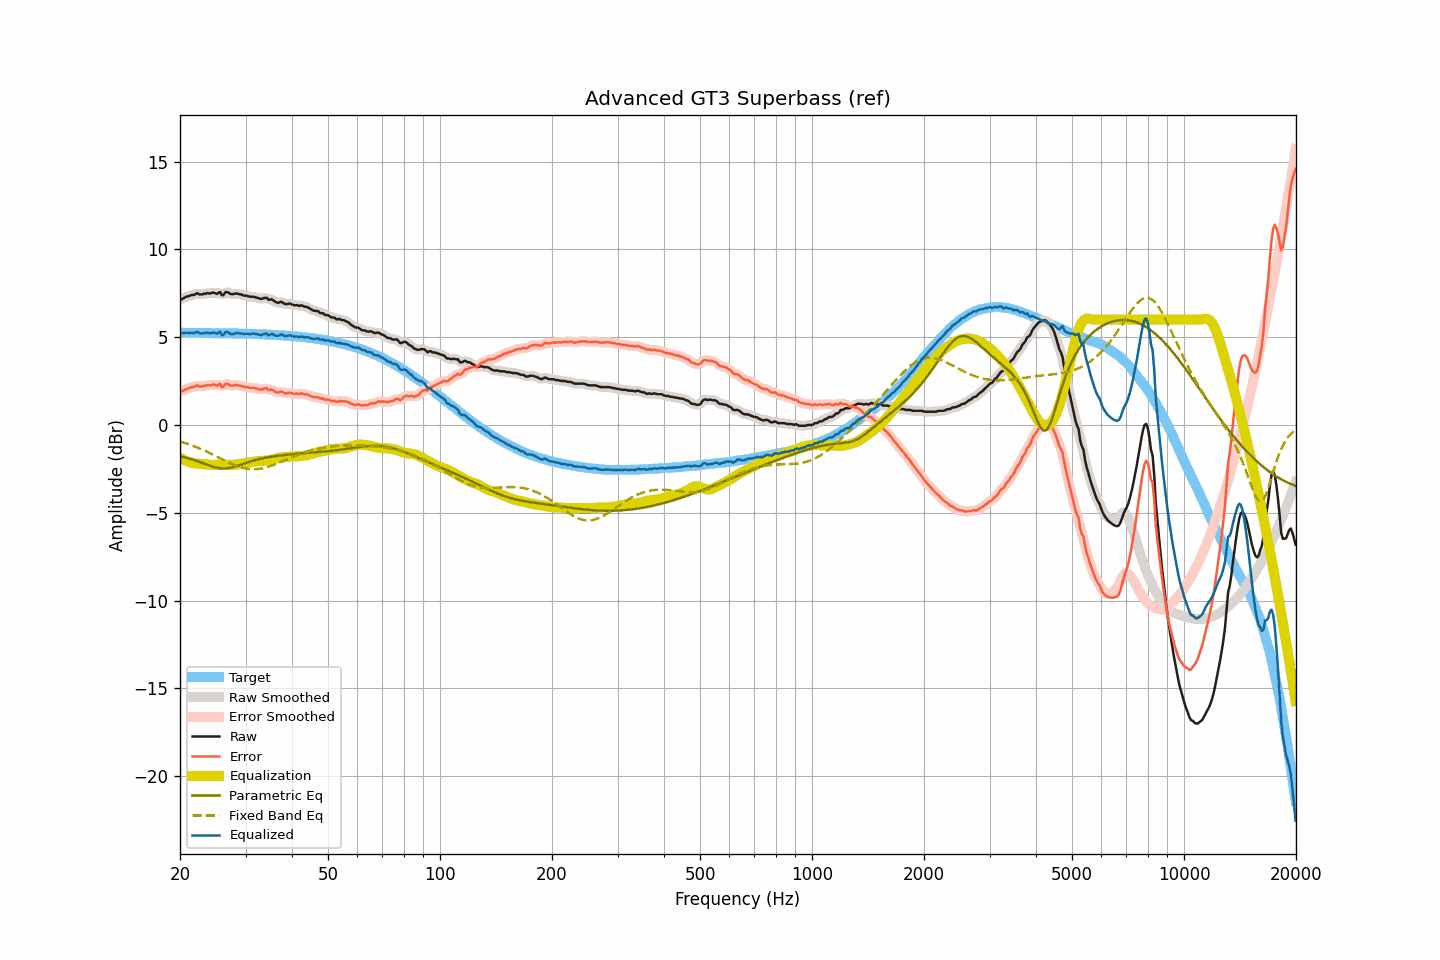 Advanced GT3 Superbass (ref)
15
10
5
0
−5
−10
−15
−20
Amplitude (dBr)
Target
Raw Smoothed
Error Smoothed
Raw
Error
Equalization
Parametric Eq
Fixed Band Eq
Equalized
20 50 100 200 500 1000 2000 5000 10000 20000
Frequency (Hz)